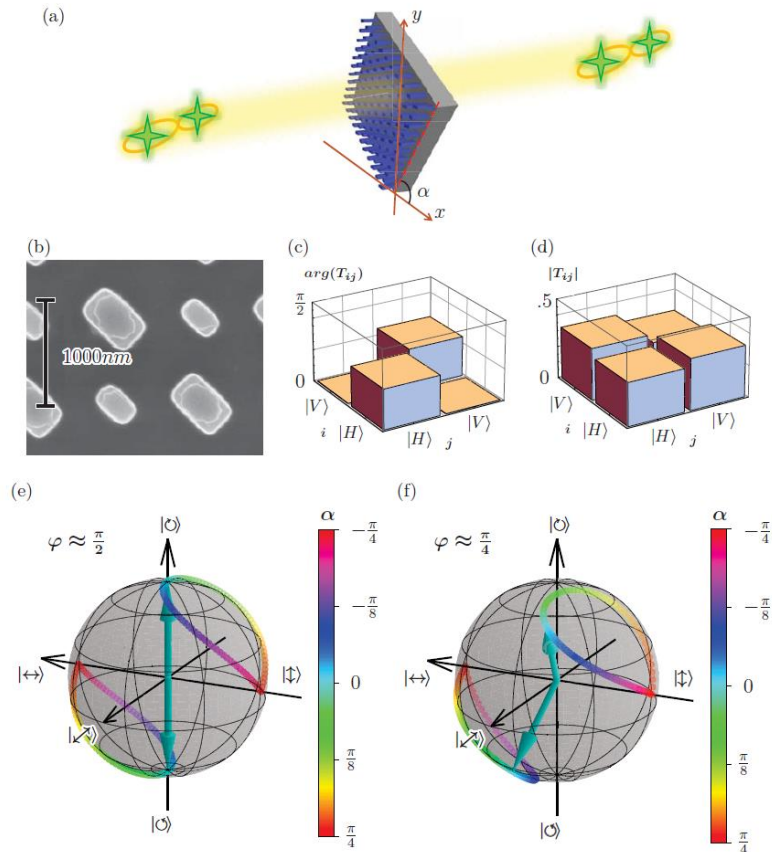 (a)
y
α
x
(b)
1000nm
(c)
arg(T_ij)
π/2
0
|V⟩
i
|H⟩
|H⟩
j
|V⟩
(d)
|T_ij|
.5
0
|V⟩
i
|H⟩
|H⟩
j
|V⟩
(e)
φ ≈ π/2
|↻⟩
|↔⟩
|↕⟩
|⤢⟩
|↺⟩
α
−π/4
−π/8
0
π/8
π/4
(f)
φ ≈ π/4
|↻⟩
|↔⟩
|↕⟩
|⤢⟩
|↺⟩
α
−π/4
−π/8
0
π/8
π/4